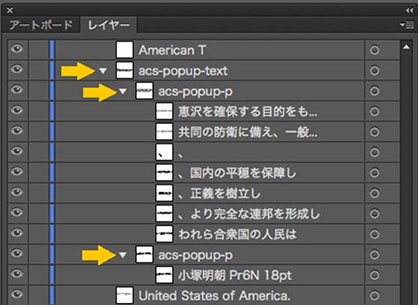 アートボード レイヤー
American T
acs-popup-text
acs-popup-p
恵沢を確保する目的をも...
共同の防衛に備え、一般...
、
、国内の平穏を保障し
、正義を樹立し
、より完全な連邦を形成し
われら合衆国の人民は
acs-popup-p
小塚明朝 Pr6N 18pt
United States of America.